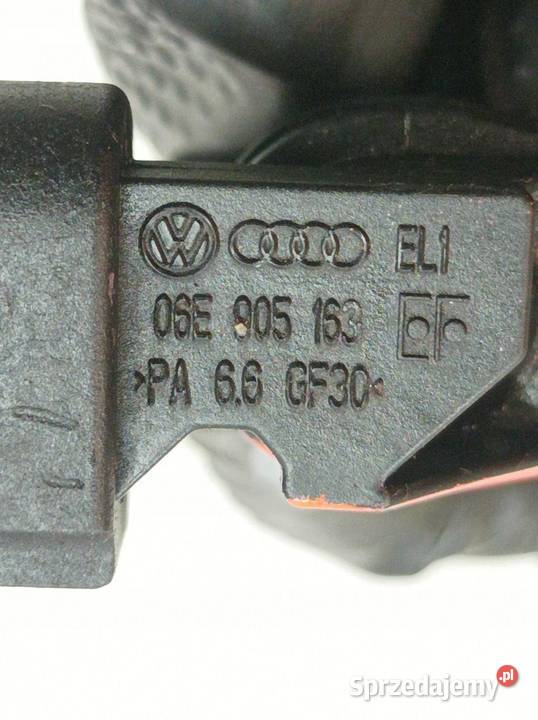 EL1
06E 905 163
>PA 6.6 GF30<
Sprzedajemy.pl